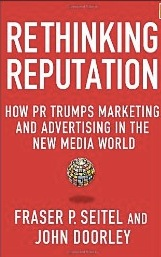 RETHINKING
REPUTATION
HOW PR TRUMPS MARKETING
AND ADVERTISING IN THE
NEW MEDIA WORLD
FRASER P. SEITEL
AND JOHN DOORLEY